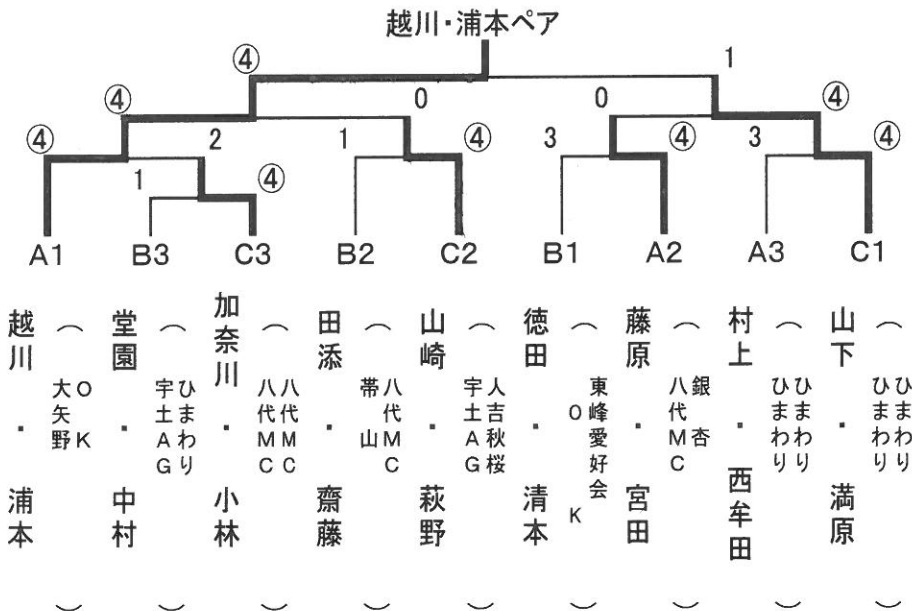 越川・浦本ペア
④ 1
④ 0 0 ④
④ 2 1 ④ 3 ④ 3
1 ④
A1 B3 C3 B2 C2 B1 A2 A3 C1
越川・浦本
(OK
大矢野)
堂園・中村
(ひまわり
宇土AG)
加奈川・小林
(八代MC
八代MC)
田添・齋藤
(八代MC
帯山)
山崎・萩野
(人吉秋桜
宇土AG)
徳田・清本
(東峰愛好会
OK)
藤原・宮田
(銀杏
八代MC)
村上・西牟田
(ひまわり
ひまわり)
山下・満原
(ひまわり
ひまわり)